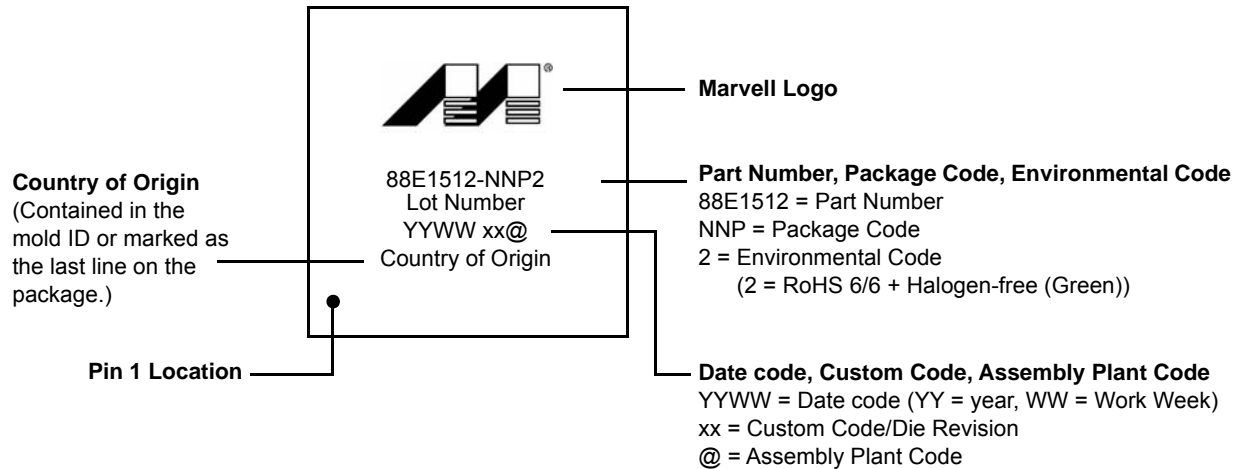 ®
Marvell Logo
Country of Origin
(Contained in the
mold ID or marked as
the last line on the
package.)
88E1512-NNP2
Lot Number
YYWW xx@
Country of Origin
Part Number, Package Code, Environmental Code
88E1512 = Part Number
NNP = Package Code
2 = Environmental Code
(2 = RoHS 6/6 + Halogen-free (Green))
Pin 1 Location
Date code, Custom Code, Assembly Plant Code
YYWW = Date code (YY = year, WW = Work Week)
xx = Custom Code/Die Revision
@ = Assembly Plant Code